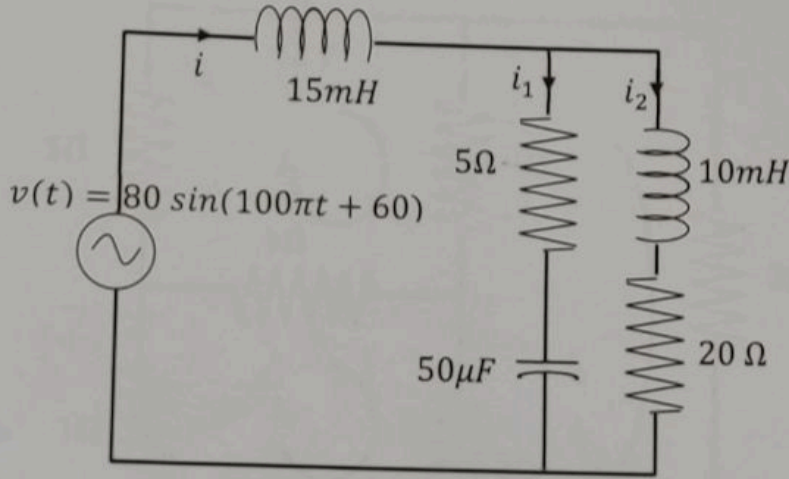 i
15mH
i₁
i₂
5Ω
10mH
v(t) = 80 sin(100πt + 60)
50μF
20 Ω